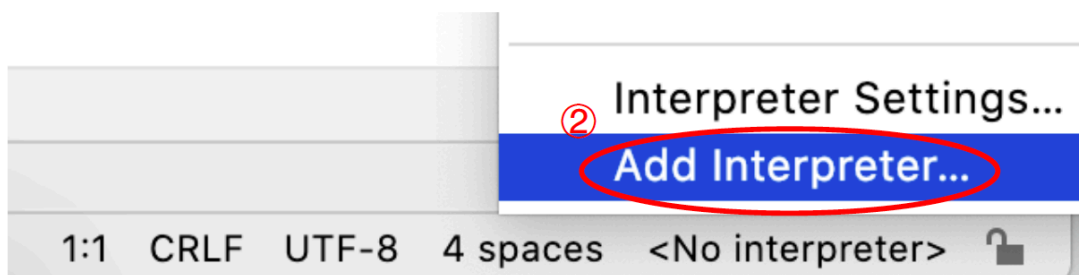 Interpreter Settings...
②
Add Interpreter...
1:1 CRLF UTF-8 4 spaces <No interpreter>